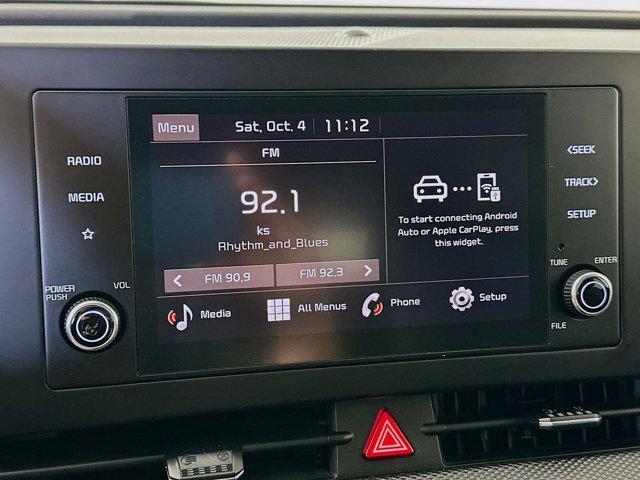 Menu
Sat, Oct. 4
11:12
RADIO
MEDIA
POWER
PUSH
VOL
FM
92.1
ks
Rhythm_and_Blues
FM 90.9
FM 92.3
To start connecting Android
Auto or Apple CarPlay, press
this widget.
Media
All Menus
Phone
Setup
<SEEK
TRACK>
SETUP
TUNE
ENTER
FILE